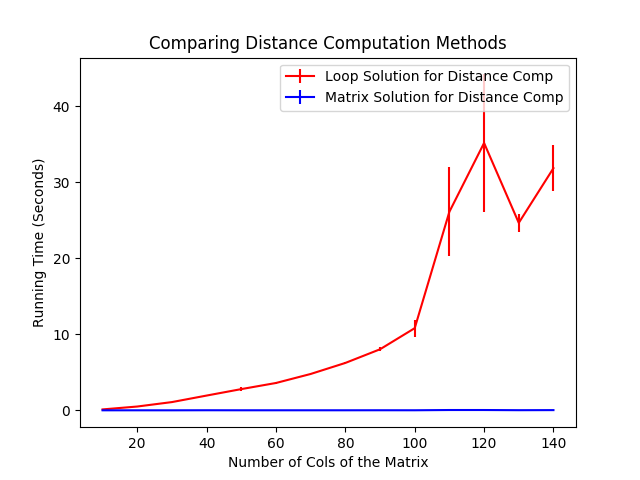 Comparing Distance Computation Methods
Loop Solution for Distance Comp
Matrix Solution for Distance Comp
Running Time (Seconds)
40
30
20
10
0
20 40 60 80 100 120 140
Number of Cols of the Matrix